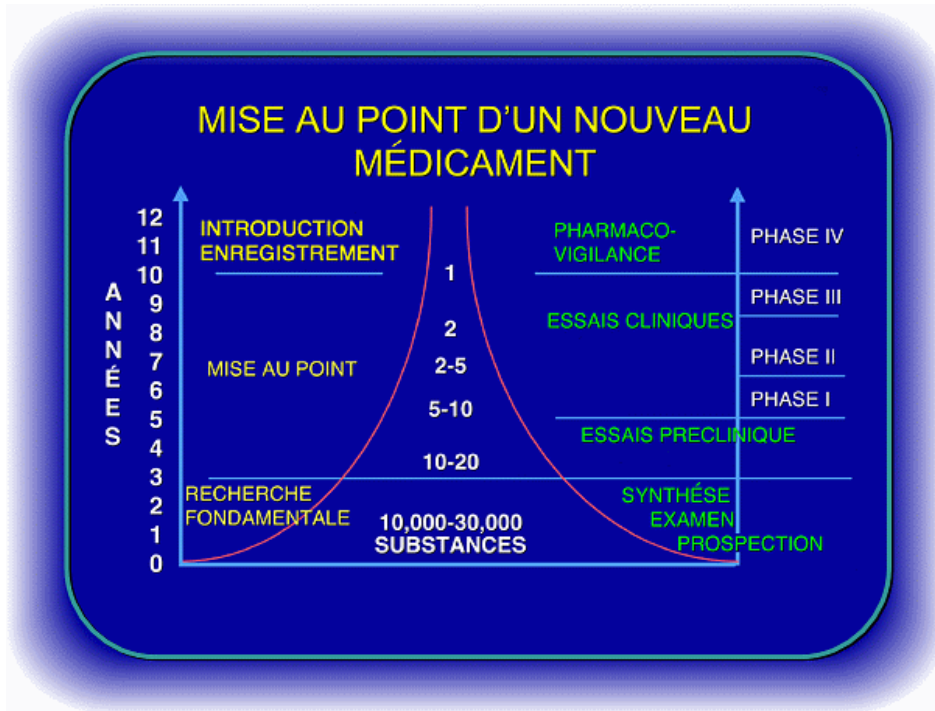 MISE AU POINT D'UN NOUVEAU
MÉDICAMENT
ANNÉES
12
11
10
9
8
7
6
5
4
3
2
1
0
INTRODUCTION
ENREGISTREMENT
MISE AU POINT
RECHERCHE
FONDAMENTALE
1
2
2-5
5-10
10-20
10,000-30,000
SUBSTANCES
PHARMACO-
VIGILANCE
ESSAIS CLINIQUES
ESSAIS PRECLINIQUE
SYNTHÉSE
EXAMEN
PROSPECTION
PHASE IV
PHASE III
PHASE II
PHASE I